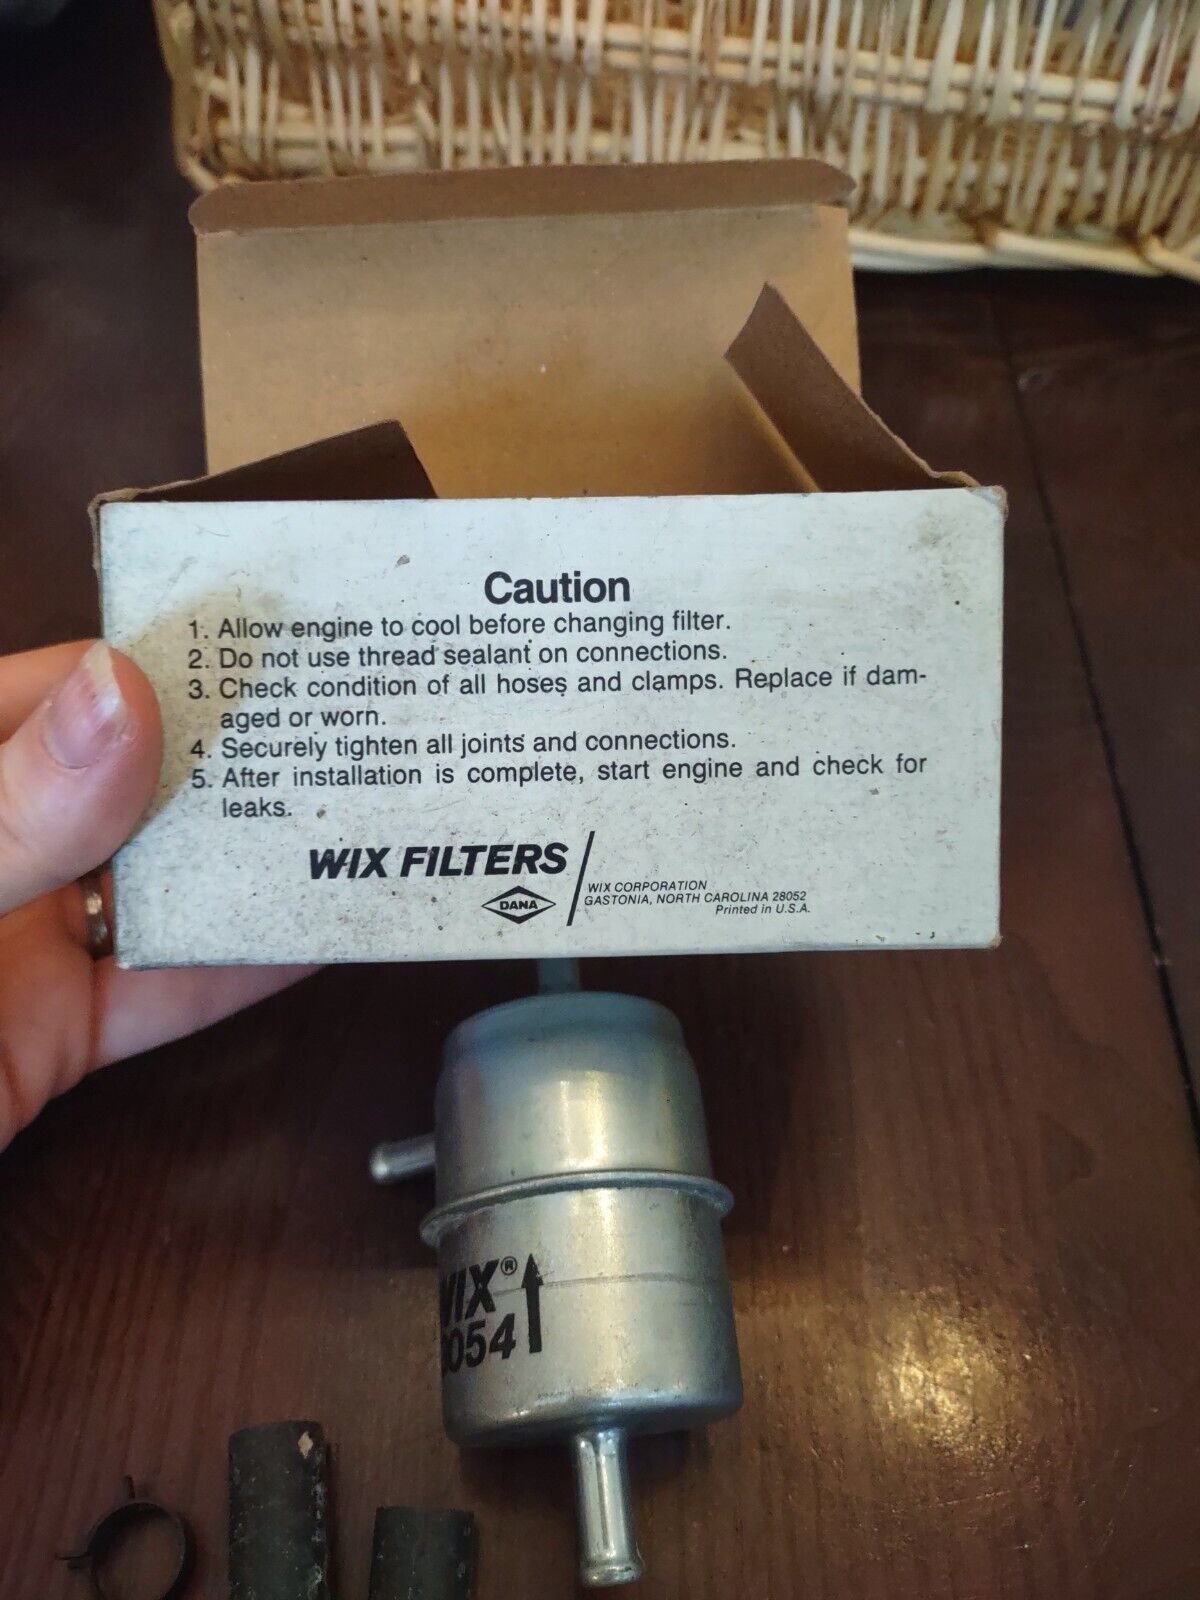 Caution
1. Allow engine to cool before changing filter.
2. Do not use thread sealant on connections.
3. Check condition of all hoses and clamps. Replace if dam-
aged or worn.
4. Securely tighten all joints and connections.
5. After installation is complete, start engine and check for
leaks.
WIX FILTERS
DANA
WIX CORPORATION
GASTONIA, NORTH CAROLINA 28052
Printed in U.S.A.
WIX®
054